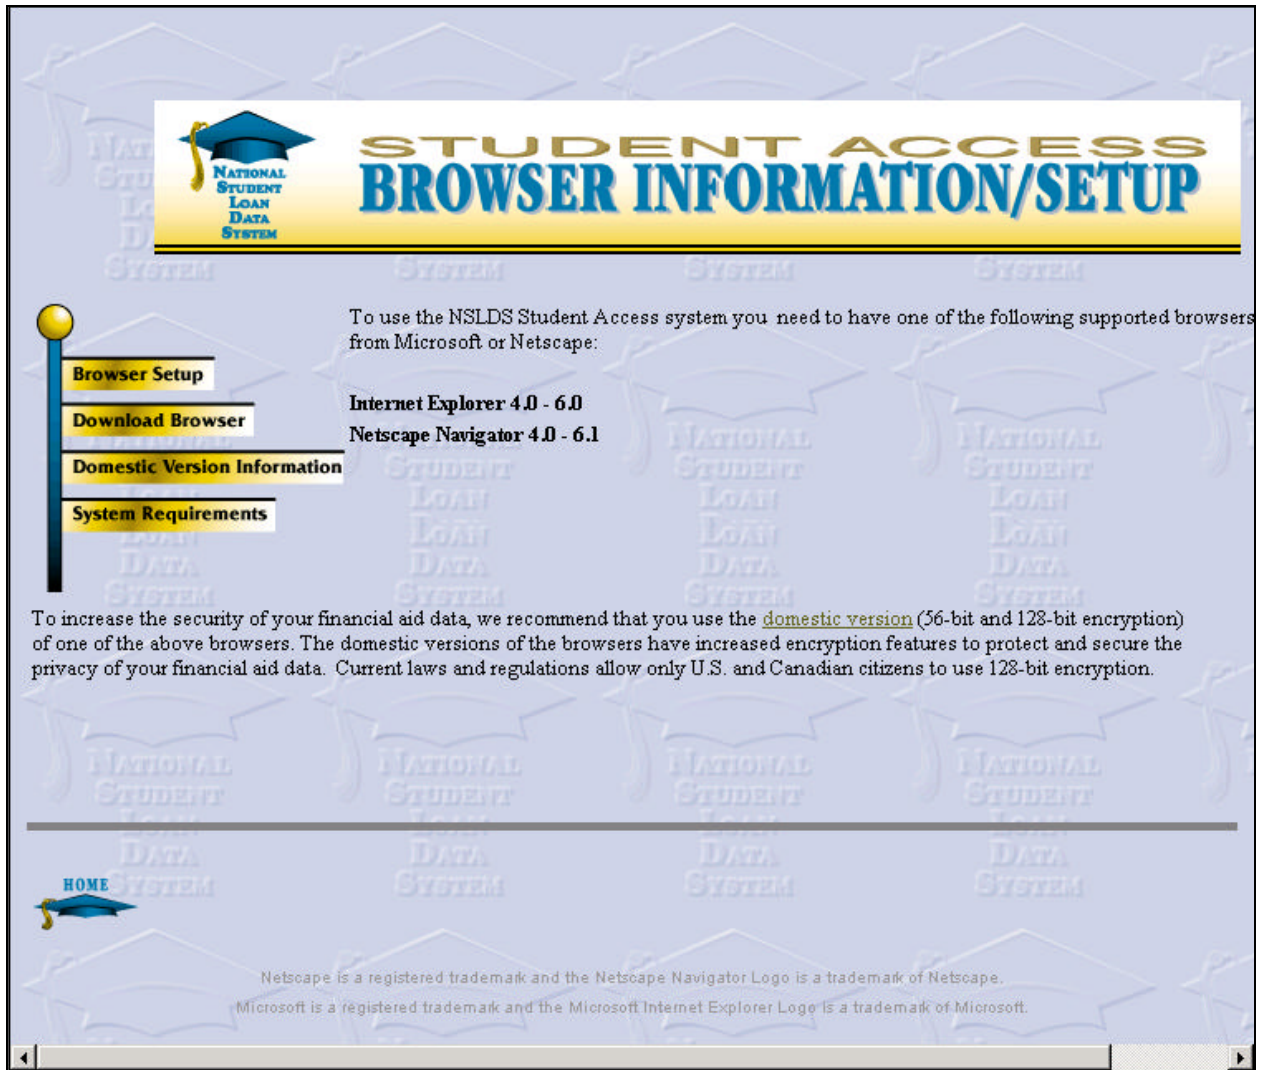 NATIONAL
STUDENT
LOAN
DATA
SYSTEM
STUDENT ACCESS
BROWSER INFORMATION/SETUP
Browser Setup
Download Browser
Domestic Version Information
System Requirements
To use the NSLDS Student Access system you need to have one of the following supported browsers
from Microsoft or Netscape:
Internet Explorer 4.0 - 6.0
Netscape Navigator 4.0 - 6.1
To increase the security of your financial aid data, we recommend that you use the domestic version (56-bit and 128-bit encryption)
of one of the above browsers. The domestic versions of the browsers have increased encryption features to protect and secure the
privacy of your financial aid data. Current laws and regulations allow only U.S. and Canadian citizens to use 128-bit encryption.
HOME
Netscape is a registered trademark and the Netscape Navigator Logo is a trademark of Netscape.
Microsoft is a registered trademark and the Microsoft Internet Explorer Logo is a trademark of Microsoft.